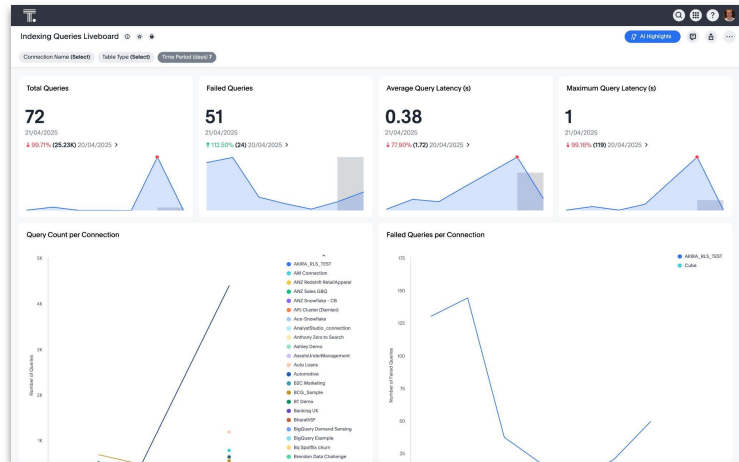 T.
Indexing Queries Liveboard
AI Highlights
Connection Name (Select) Table Type (Select) Time Period (days) 7
Total Queries
72
21/04/2025
99.71% (25.23K) 20/04/2025
Failed Queries
51
21/04/2025
112.50% (24) 20/04/2025
Average Query Latency (s)
0.38
21/04/2025
77.90% (1.72) 20/04/2025
Maximum Query Latency (s)
1
21/04/2025
99.16% (119) 20/04/2025
Query Count per Connection
Number of Queries
5K
4K
3K
2K
1K
AKIRA_RLS_TEST
AM Connection
ANZ Redshift RetailApparel
ANZ Sales GBQ
ANZ Snowflake - CB
APJ Cluster (Damien)
Ace-Snowflake
AnalystStudio_connection
Anthony Zero to Search
Ashley Demo
AssetsUnderManagement
Auto Loans
Automotive
B2C Marketing
BCG_Sample
BT Demo
Banking UK
BharathSF
BigQuery Demand Sensing
BigQuery Example
Bq Spotflix churn
Brendon Data Challenge
Failed Queries per Connection
Number of Failed Queries
175
150
125
100
75
50
25
AKIRA_RLS_TEST
Cube